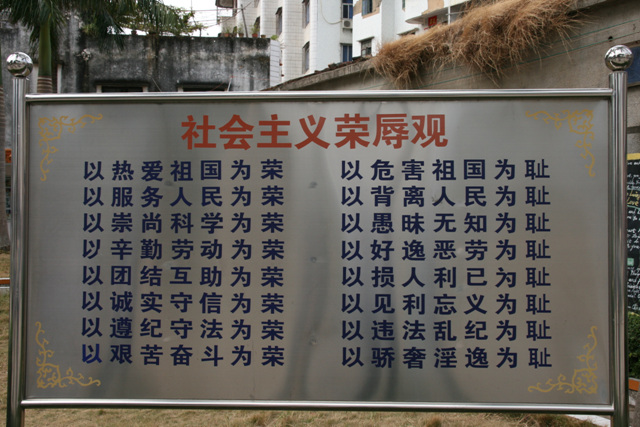 社会主义荣辱观
以热爱祖国为荣 以危害祖国为耻
以服务人民为荣 以背离人民为耻
以崇尚科学为荣 以愚昧无知为耻
以辛勤劳动为荣 以好逸恶劳为耻
以团结互助为荣 以损人利已为耻
以诚实守信为荣 以见利忘义为耻
以遵纪守法为荣 以违法乱纪为耻
以艰苦奋斗为荣 以骄奢淫逸为耻